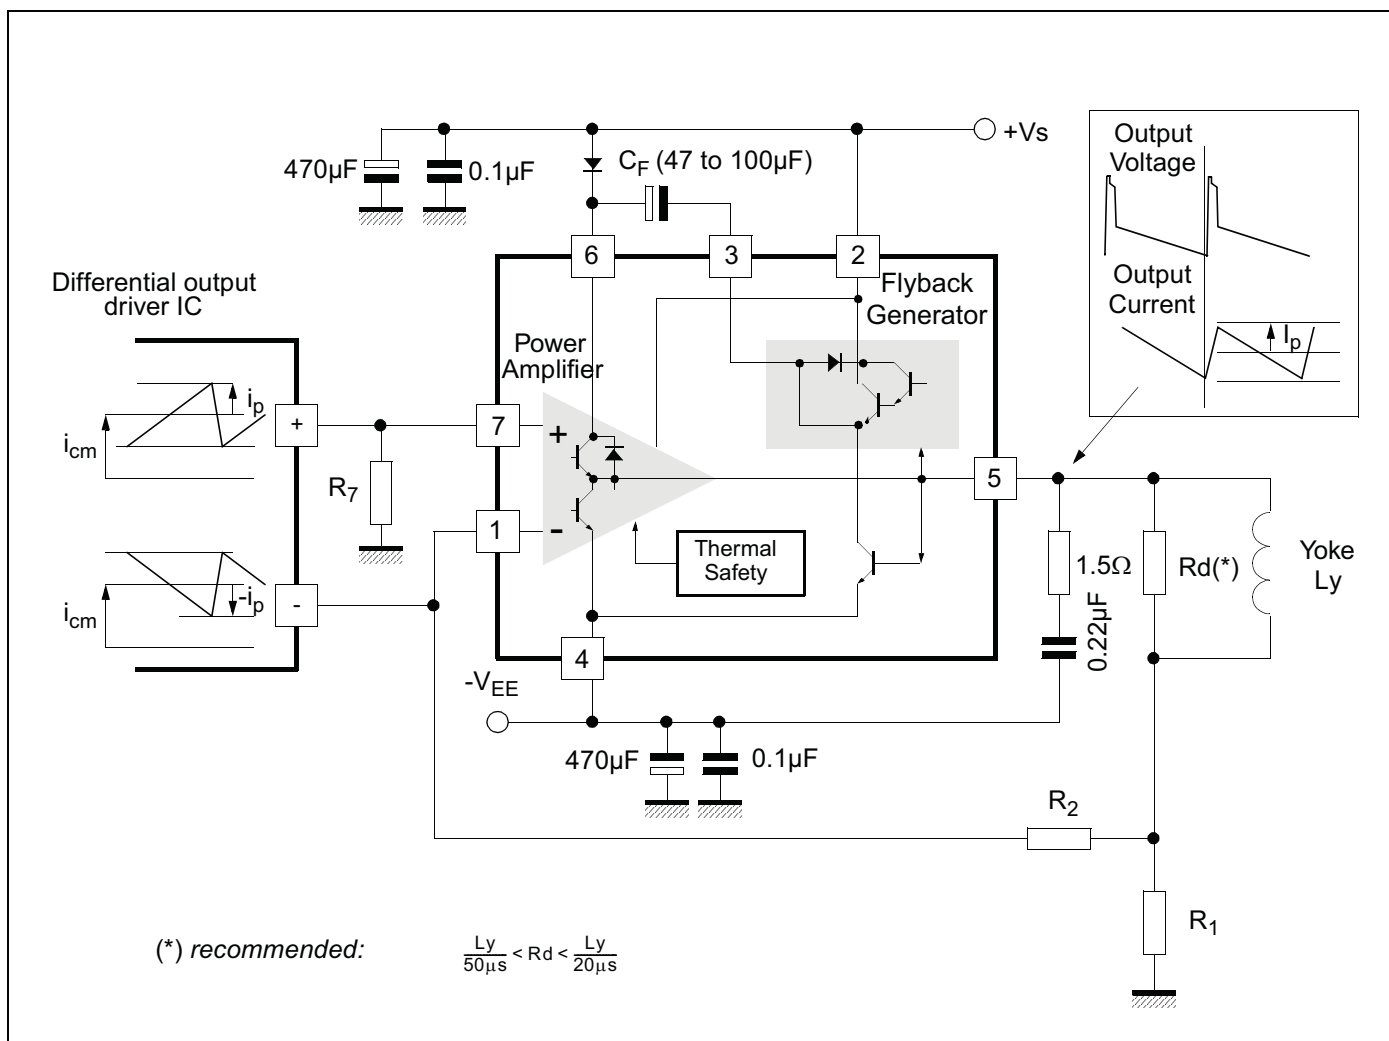 +Vs
470µF
0.1µF
C_F (47 to 100µF)
Output
Voltage
Output
Current
I_p
6
3
2
Differential output
driver IC
Flyback
Generator
Power
Amplifier
i_p
i_cm
+
R_7
7
+
1
-
5
Thermal
Safety
1.5Ω
Rd(*)
Yoke
Ly
0.22µF
i_cm
-i_p
-
4
-V_EE
470µF
0.1µF
R_2
R_1
(*) recommended:
Ly/50µs < Rd < Ly/20µs